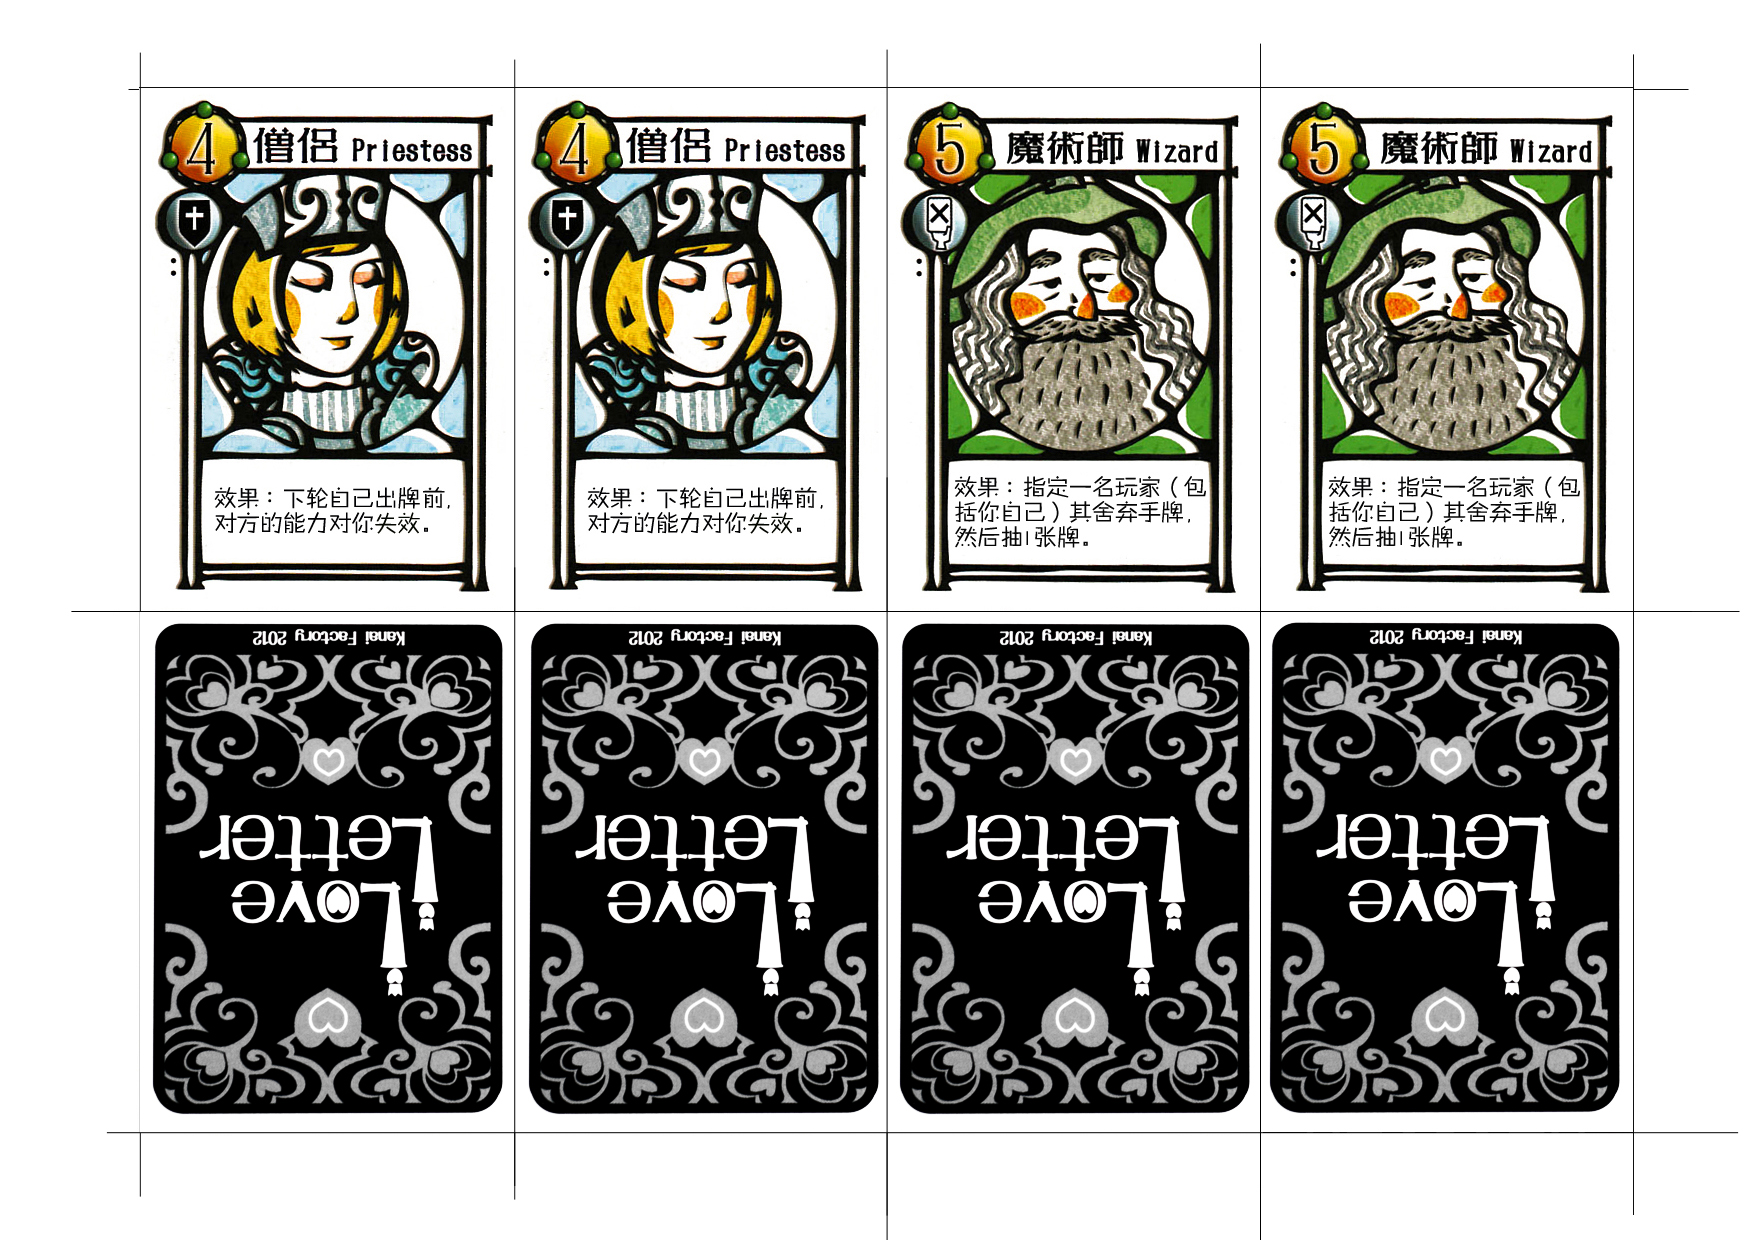 4 僧侶 Priestess
效果：下轮自己出牌前，
对方的能力对你失效。
4 僧侶 Priestess
效果：下轮自己出牌前，
对方的能力对你失效。
5 魔術師 Wizard
效果：指定一名玩家（包
括你自己）其舍弃手牌，
然后抽1张牌。
5 魔術師 Wizard
效果：指定一名玩家（包
括你自己）其舍弃手牌，
然后抽1张牌。
Love
Letter
Kanai Factory 2012
Love
Letter
Kanai Factory 2012
Love
Letter
Kanai Factory 2012
Love
Letter
Kanai Factory 2012